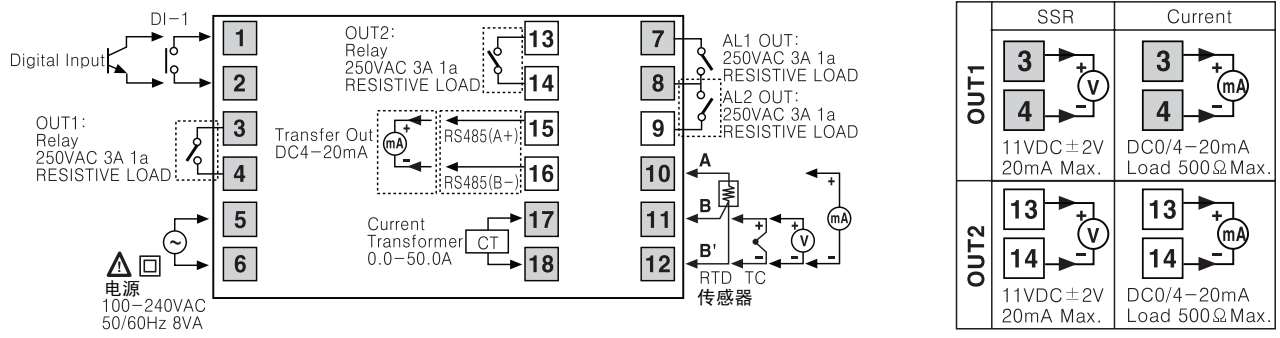 DI-1
Digital Input
1
2
OUT1:
Relay
250VAC 3A 1a
RESISTIVE LOAD
3
4
5
6
~
电源
100-240VAC
50/60Hz 8VA
OUT2:
Relay
250VAC 3A 1a
RESISTIVE LOAD
13
14
Transfer Out
DC4-20mA
+
mA
-
RS485(A+)
RS485(B-)
15
16
Current
Transformer
0.0-50.0A
CT
17
18
7
8
9
AL1 OUT:
250VAC 3A 1a
RESISTIVE LOAD
AL2 OUT:
250VAC 3A 1a
RESISTIVE LOAD
10
11
12
A
B
B'
+
-
+
V
-
+
mA
-
RTD TC
传感器
SSR
Current
OUT1
3
4
+
V
-
11VDC±2V
20mA Max.
3
4
+
mA
-
DC0/4-20mA
Load 500ΩMax.
OUT2
13
14
+
V
-
11VDC±2V
20mA Max.
13
14
+
mA
-
DC0/4-20mA
Load 500ΩMax.